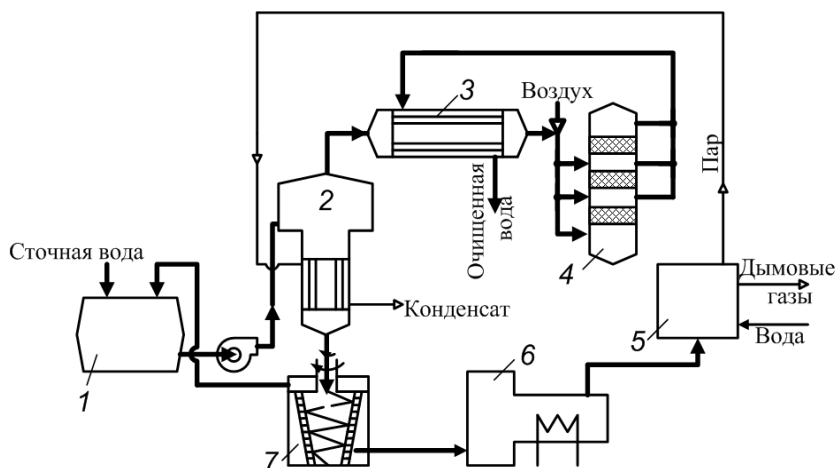 3
Воздух
Пар
2
Очищенная
вода
4
Сточная вода
Дымовые
газы
Конденсат
5
Вода
1
6
7